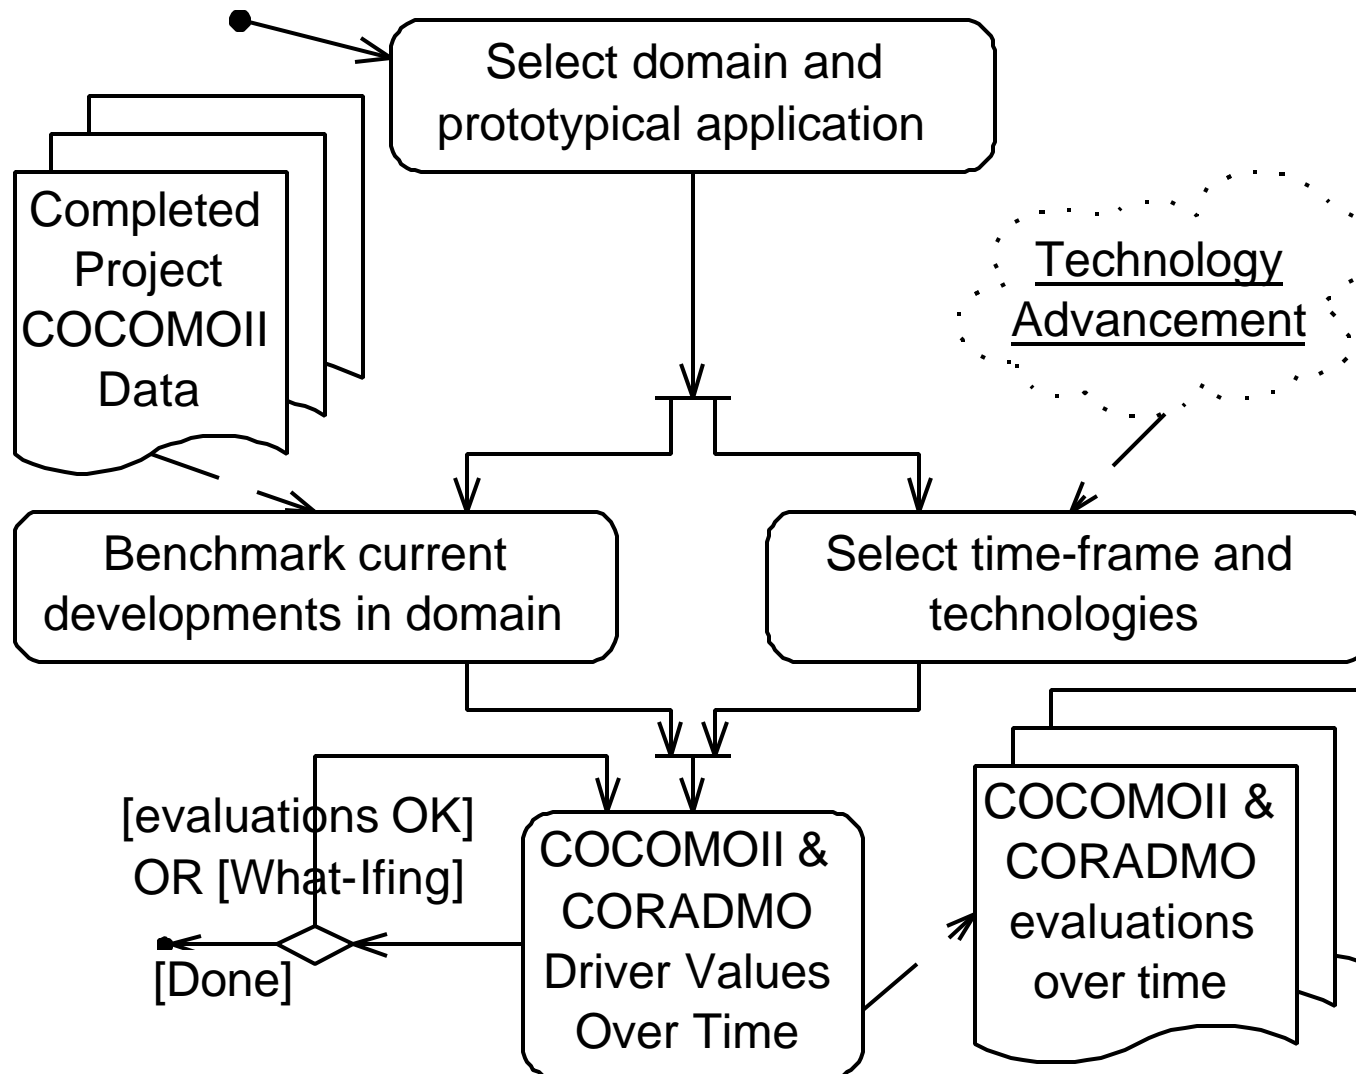 Select domain and
prototypical application
Completed
Project
COCOMOII
Data
Technology
Advancement
Benchmark current
developments in domain
Select time-frame and
technologies
[evaluations OK]
OR [What-Ifing]
[Done]
COCOMOII &
CORADMO
Driver Values
Over Time
COCOMOII &
CORADMO
evaluations
over time